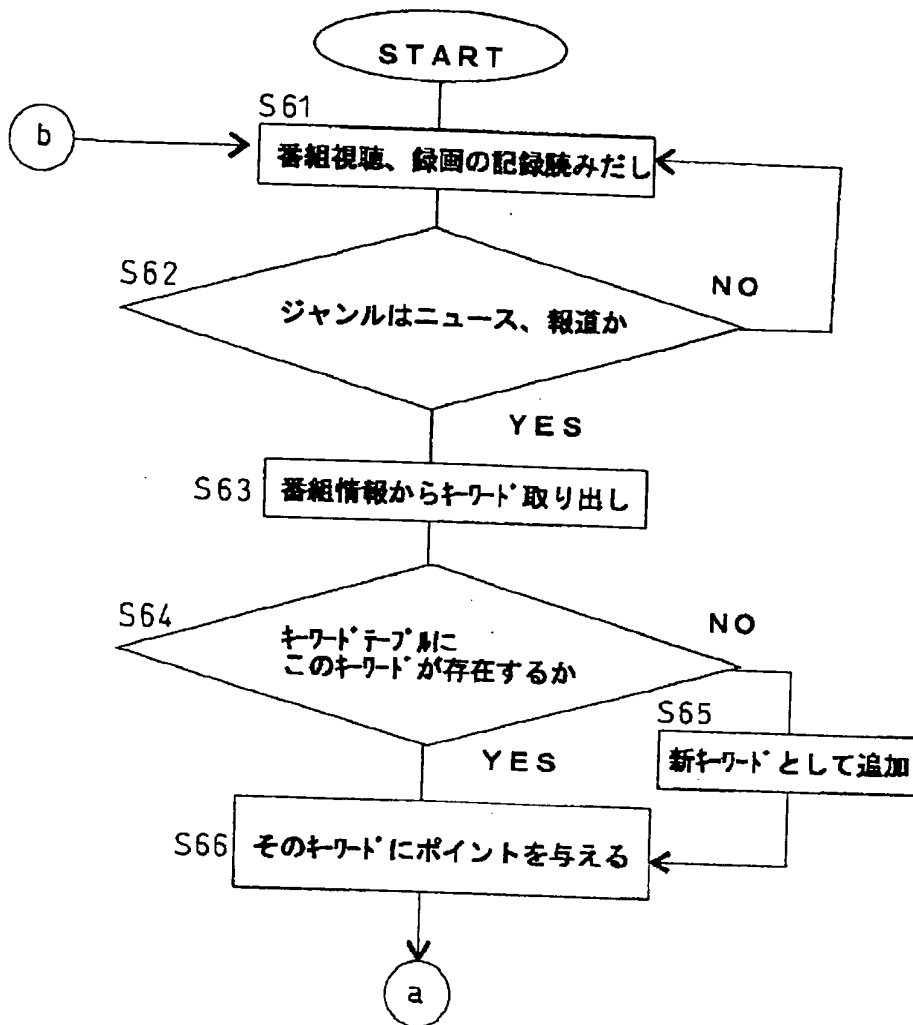 START
S61
b
番組視聴、録画の記録読みだし
S62
NO
ジャンルはニュース、報道か
YES
S63
番組情報からキーワード取り出し
S64
NO
キーワードテーブルに
このキーワードが存在するか
S65
YES
新キーワードとして追加
S66
そのキーワードにポイントを与える
a